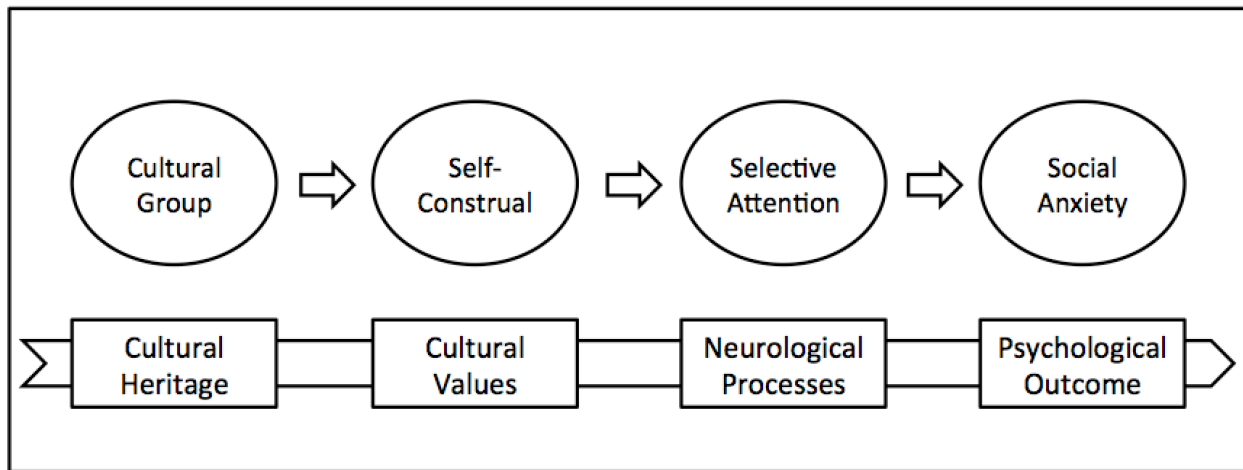 Cultural
Group
Self-
Construal
Selective
Attention
Social
Anxiety
Cultural
Heritage
Cultural
Values
Neurological
Processes
Psychological
Outcome